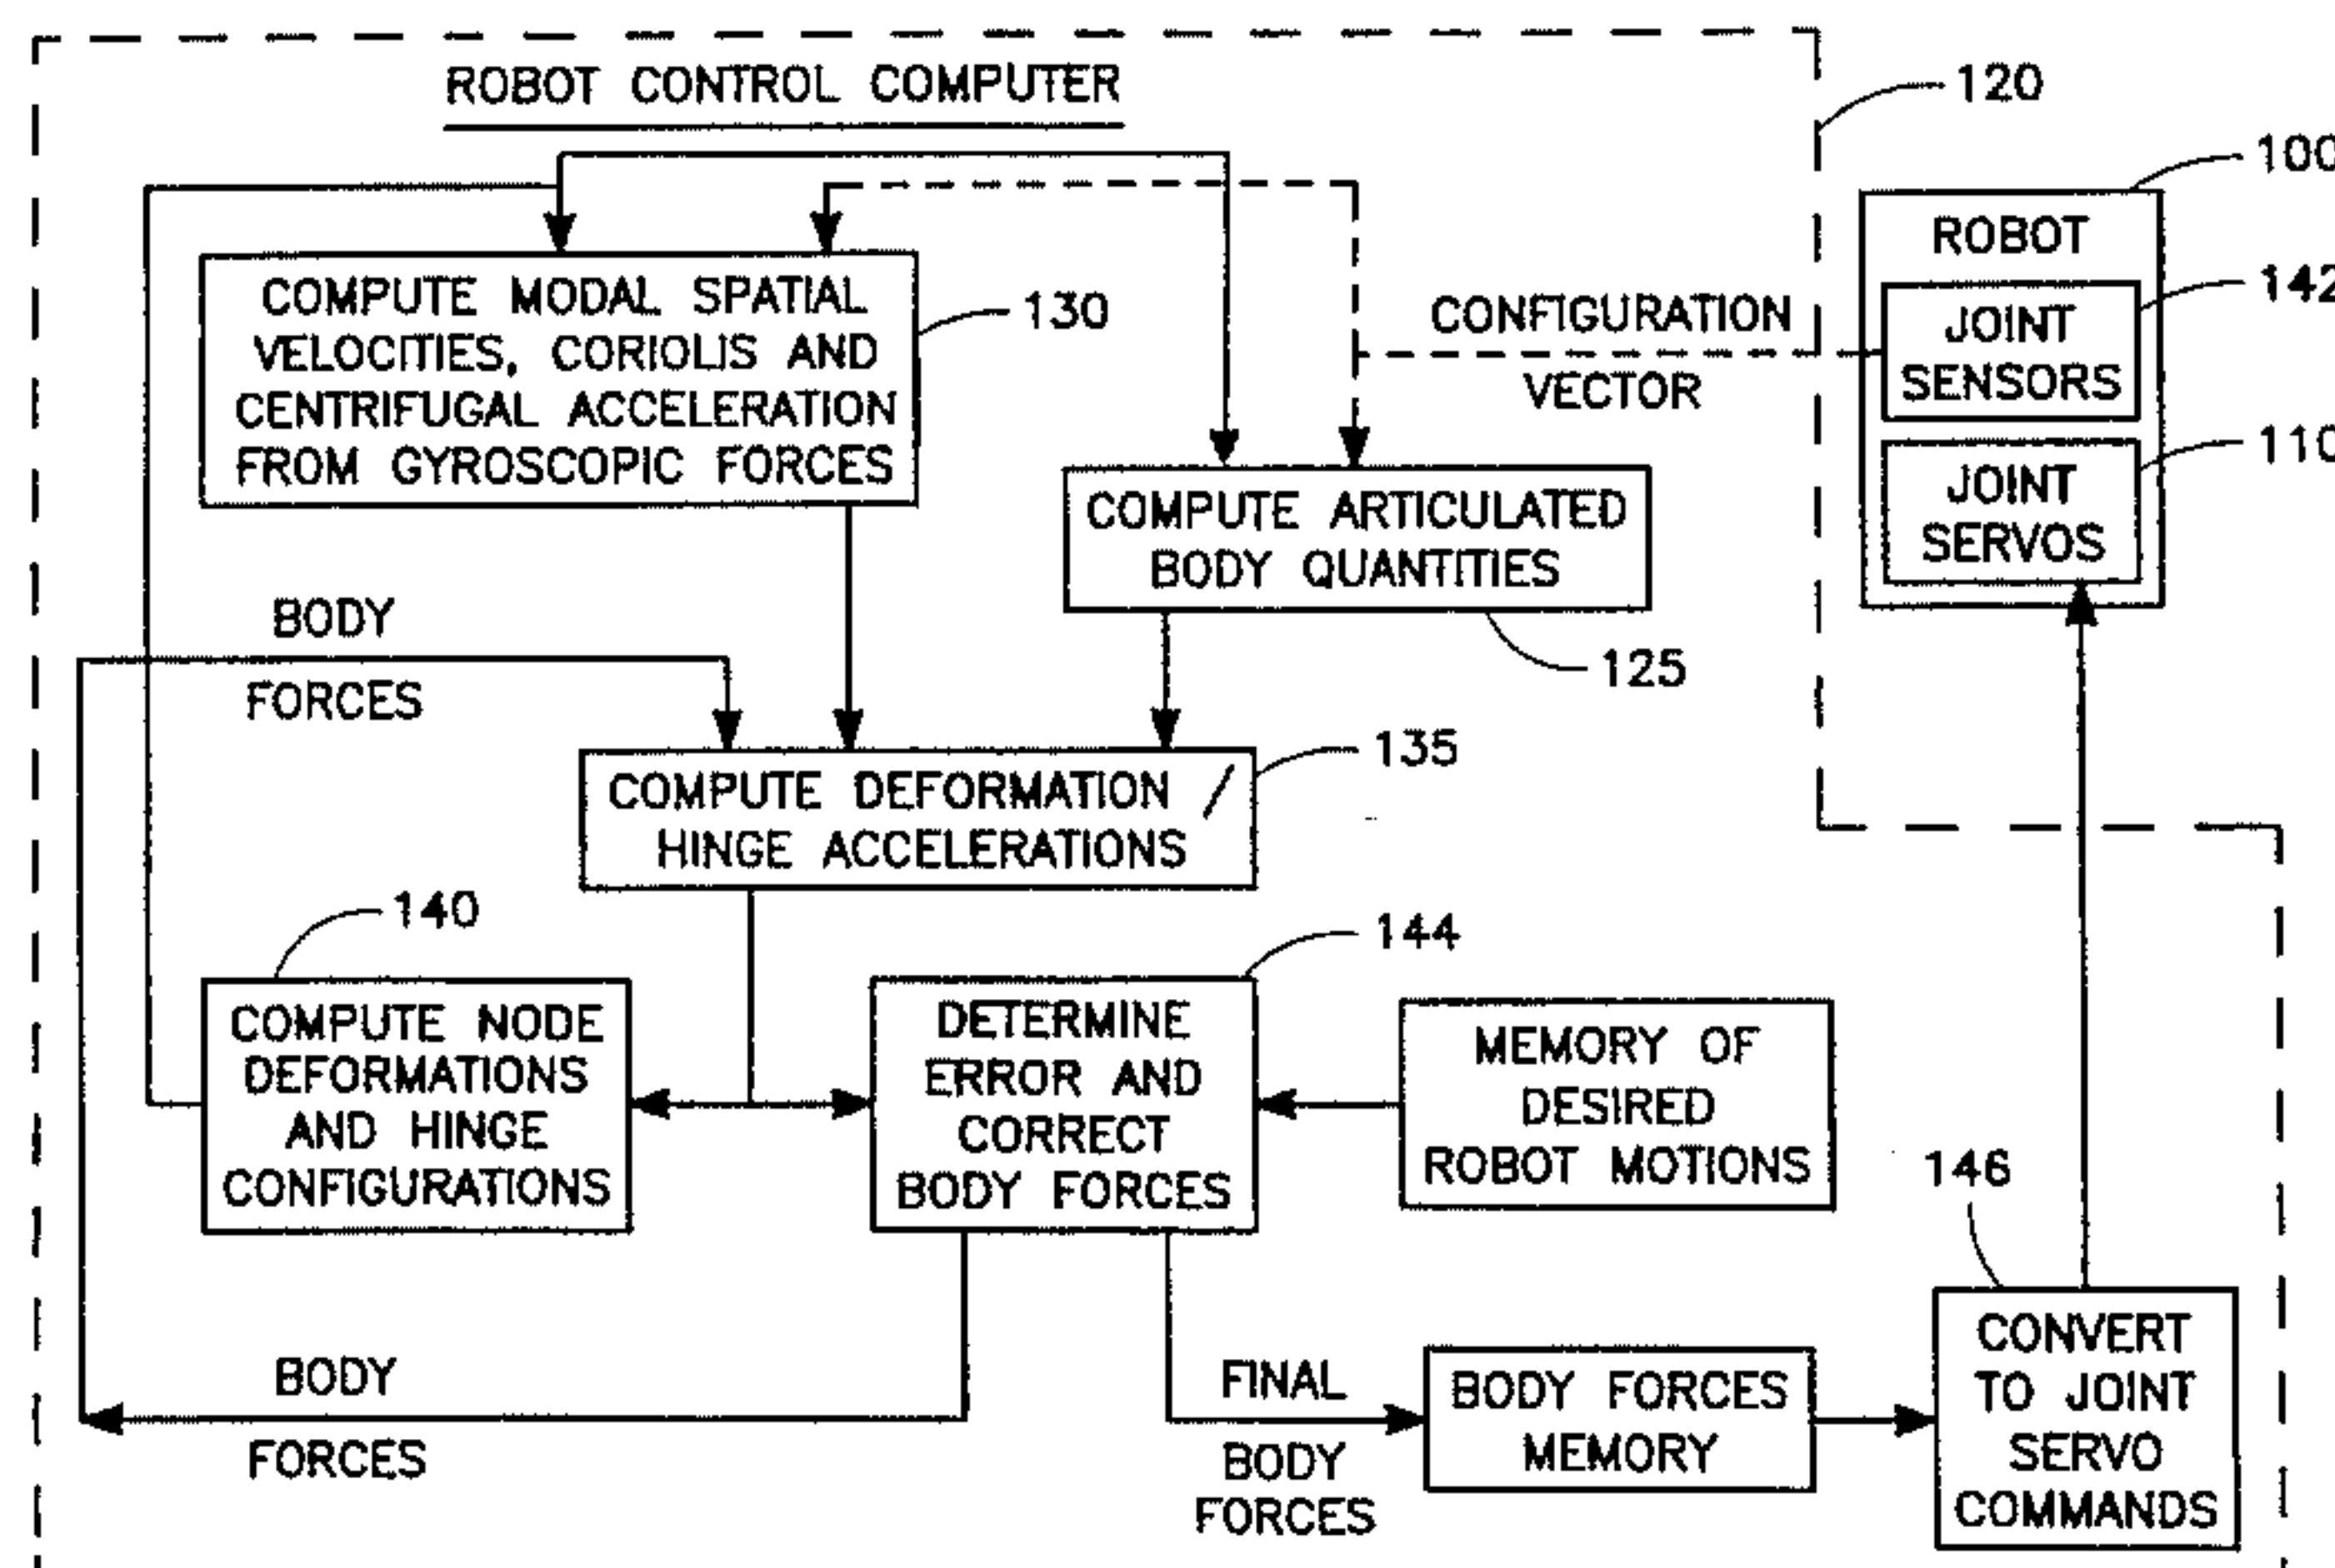 ROBOT CONTROL COMPUTER
120
100
ROBOT
142
JOINT
SENSORS
110
JOINT
SERVOS
COMPUTE MODAL SPATIAL
VELOCITIES, CORIOLIS AND
CENTRIFUGAL ACCELERATION
FROM GYROSCOPIC FORCES
130
CONFIGURATION
VECTOR
COMPUTE ARTICULATED
BODY QUANTITIES
125
BODY
FORCES
COMPUTE DEFORMATION /
HINGE ACCELERATIONS
135
140
144
COMPUTE NODE
DEFORMATIONS
AND HINGE
CONFIGURATIONS
DETERMINE
ERROR AND
CORRECT
BODY FORCES
MEMORY OF
DESIRED
ROBOT MOTIONS
146
BODY
FORCES
FINAL
BODY
FORCES
BODY FORCES
MEMORY
CONVERT
TO JOINT
SERVO
COMMANDS